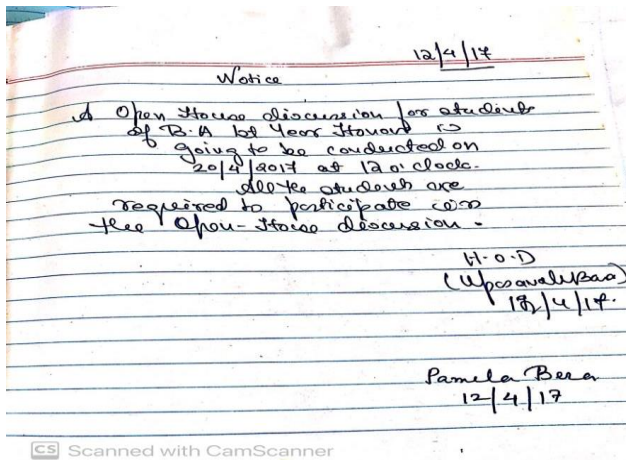 12/4/17
Notice
A Open House discussion for students
of B.A 1st Year Honors is
going to be conducted on
20/4/2017 at 12 o'clock.
All the students are
required to participate in
the Open-House discussion.
H.O.D
12/4/17.
Pamela Bera
12/4/17
CS Scanned with CamScanner